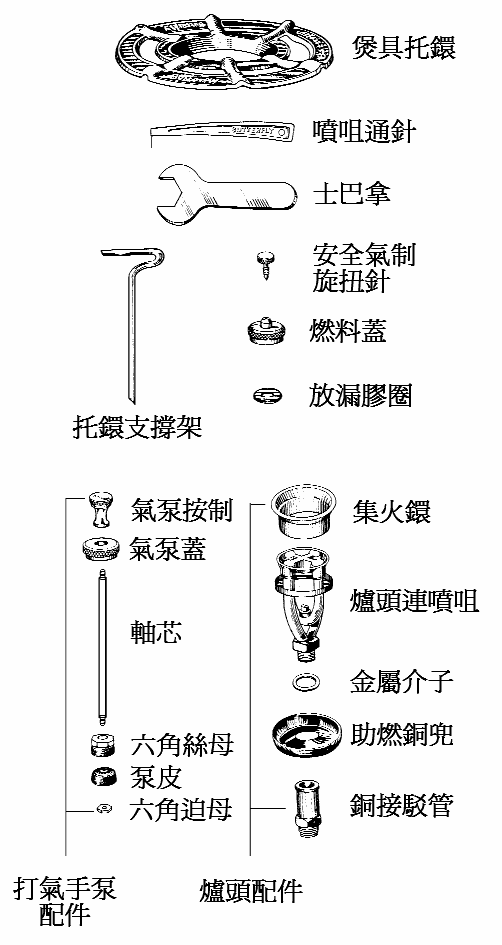 煲具托鐶
BUTTERFLY
噴咀通針
士巴拿
安全氣制
旋扭針
燃料蓋
放漏膠圈
托鐶支撐架
氣泵按制
氣泵蓋
軸芯
六角絲母
泵皮
六角迫母
打氣手泵
配件
集火鐶
爐頭連噴咀
金屬介子
助燃銅兜
銅接駁管
爐頭配件